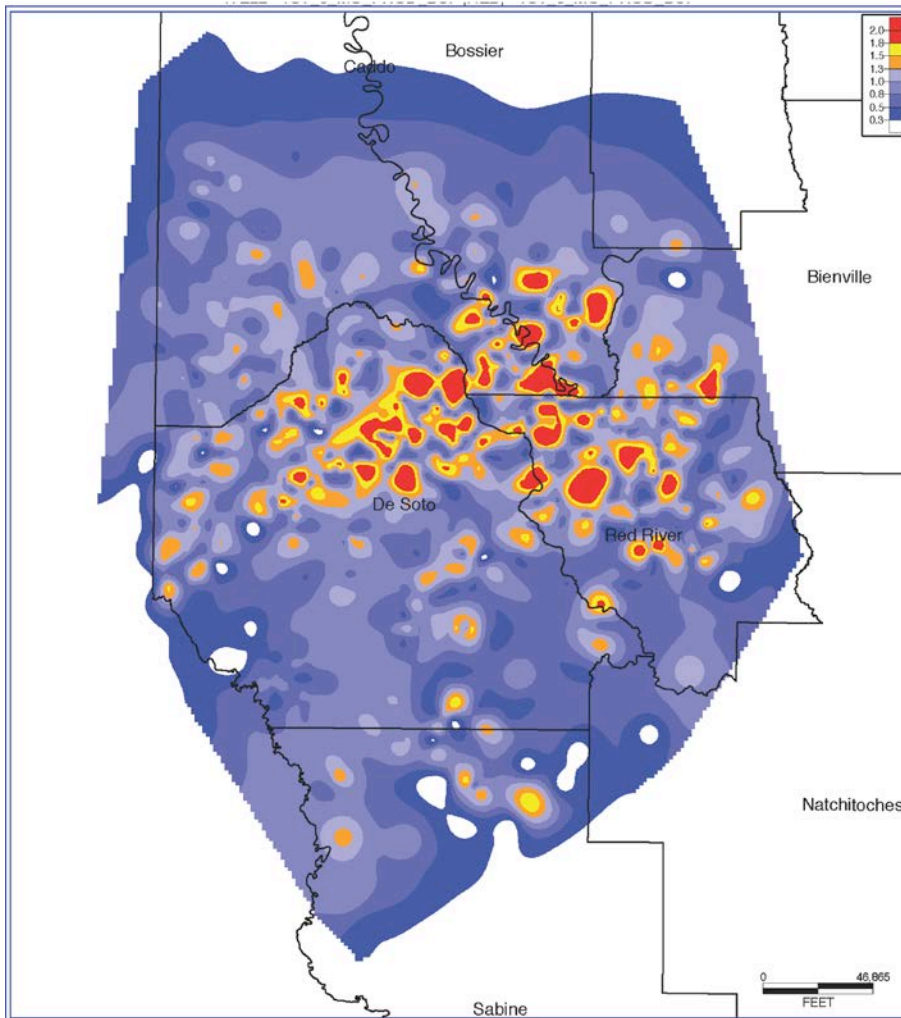 Bossier
Caddo
2.0
1.8
1.5
1.3
1.0
0.8
0.5
0.3
Bienville
De Soto
Red River
Natchitoches
0
46,865
FEET
Sabine